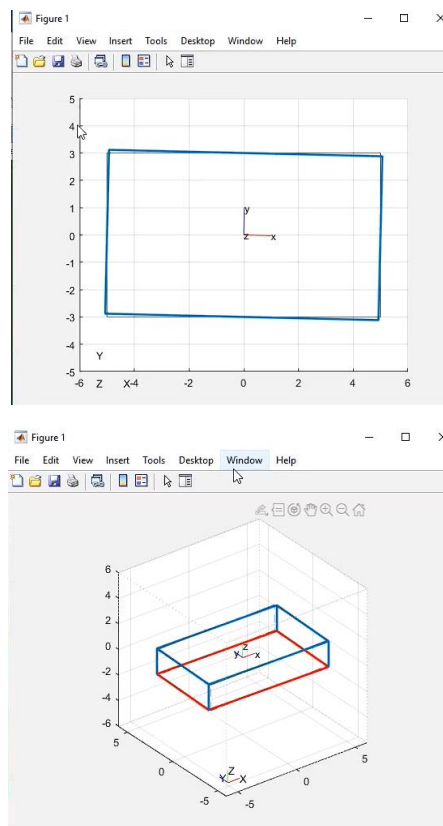 Figure 1
File Edit View Insert Tools Desktop Window Help
5
4
3
2
1
0
-1
-2
-3
-4
-5
y
z x
Y
Z X
-6 -4 -2 0 2 4 6
Figure 1
File Edit View Insert Tools Desktop Window Help
6
4
2
0
-2
-4
-6
z
y x
Z
Y X
5
0
-5
-5
0
5